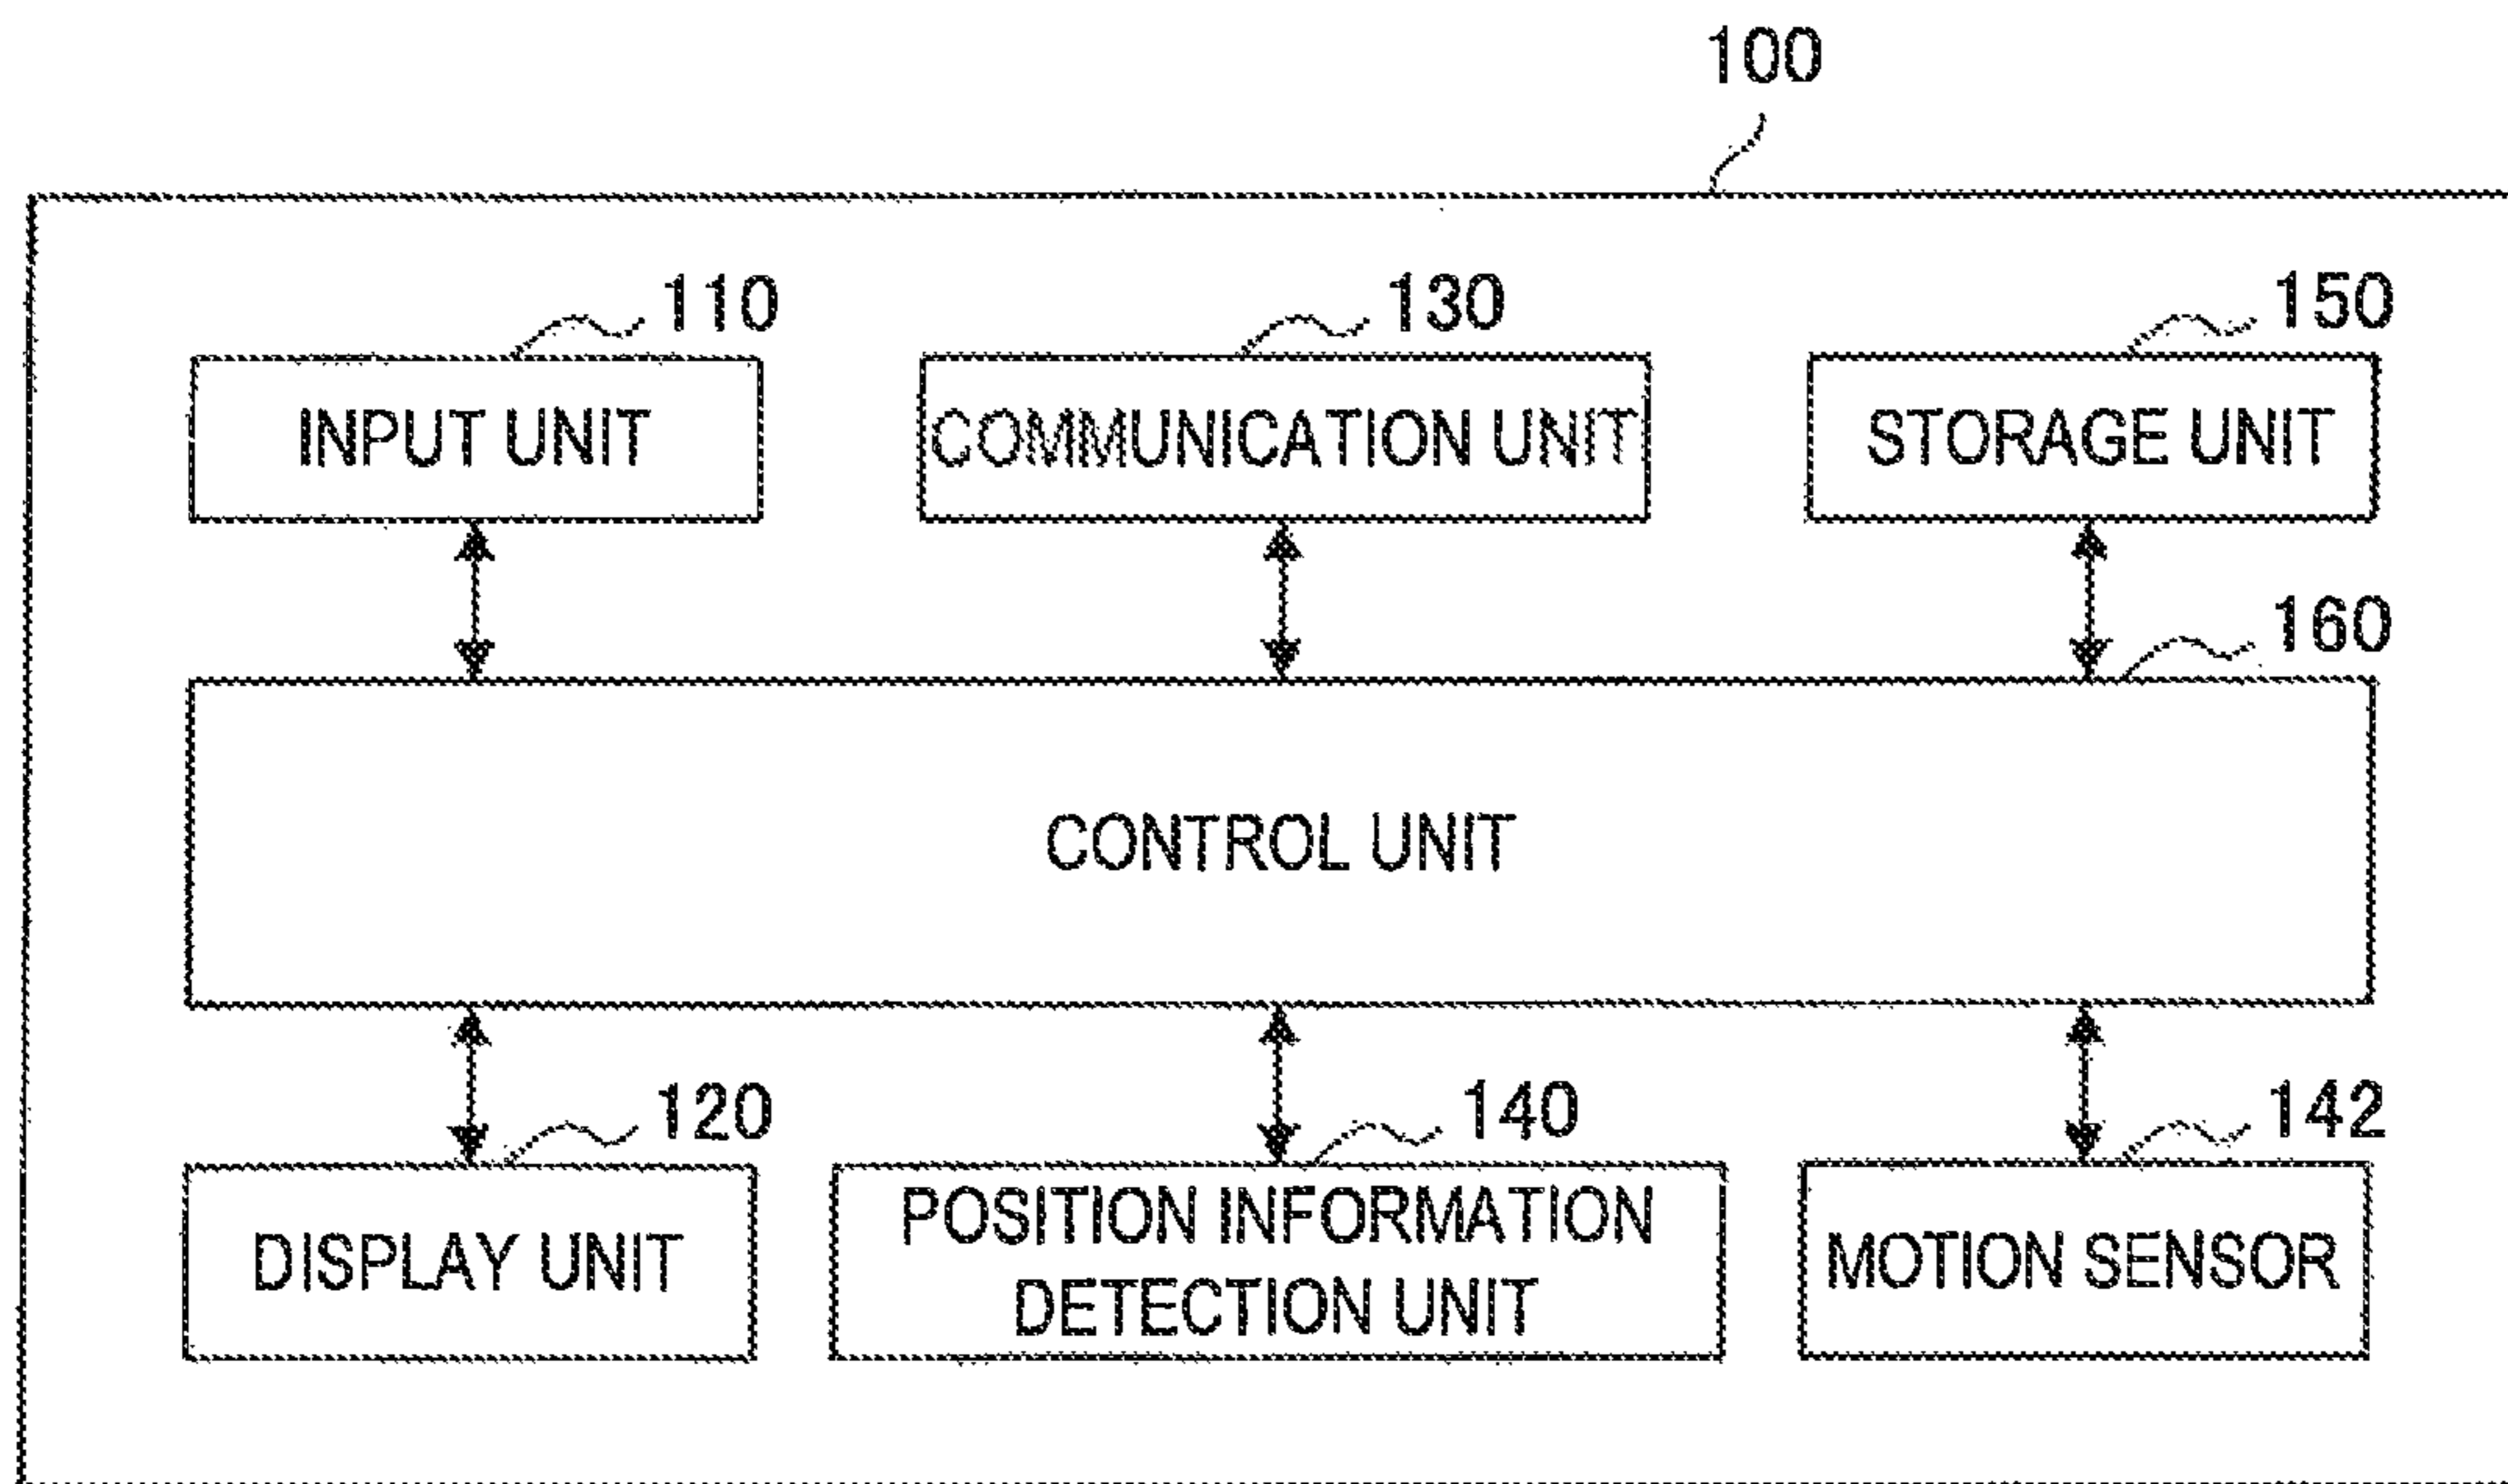 100
110
130
150
INPUT UNIT
COMMUNICATION UNIT
STORAGE UNIT
160
CONTROL UNIT
120
140
142
DISPLAY UNIT
POSITION INFORMATION
DETECTION UNIT
MOTION SENSOR